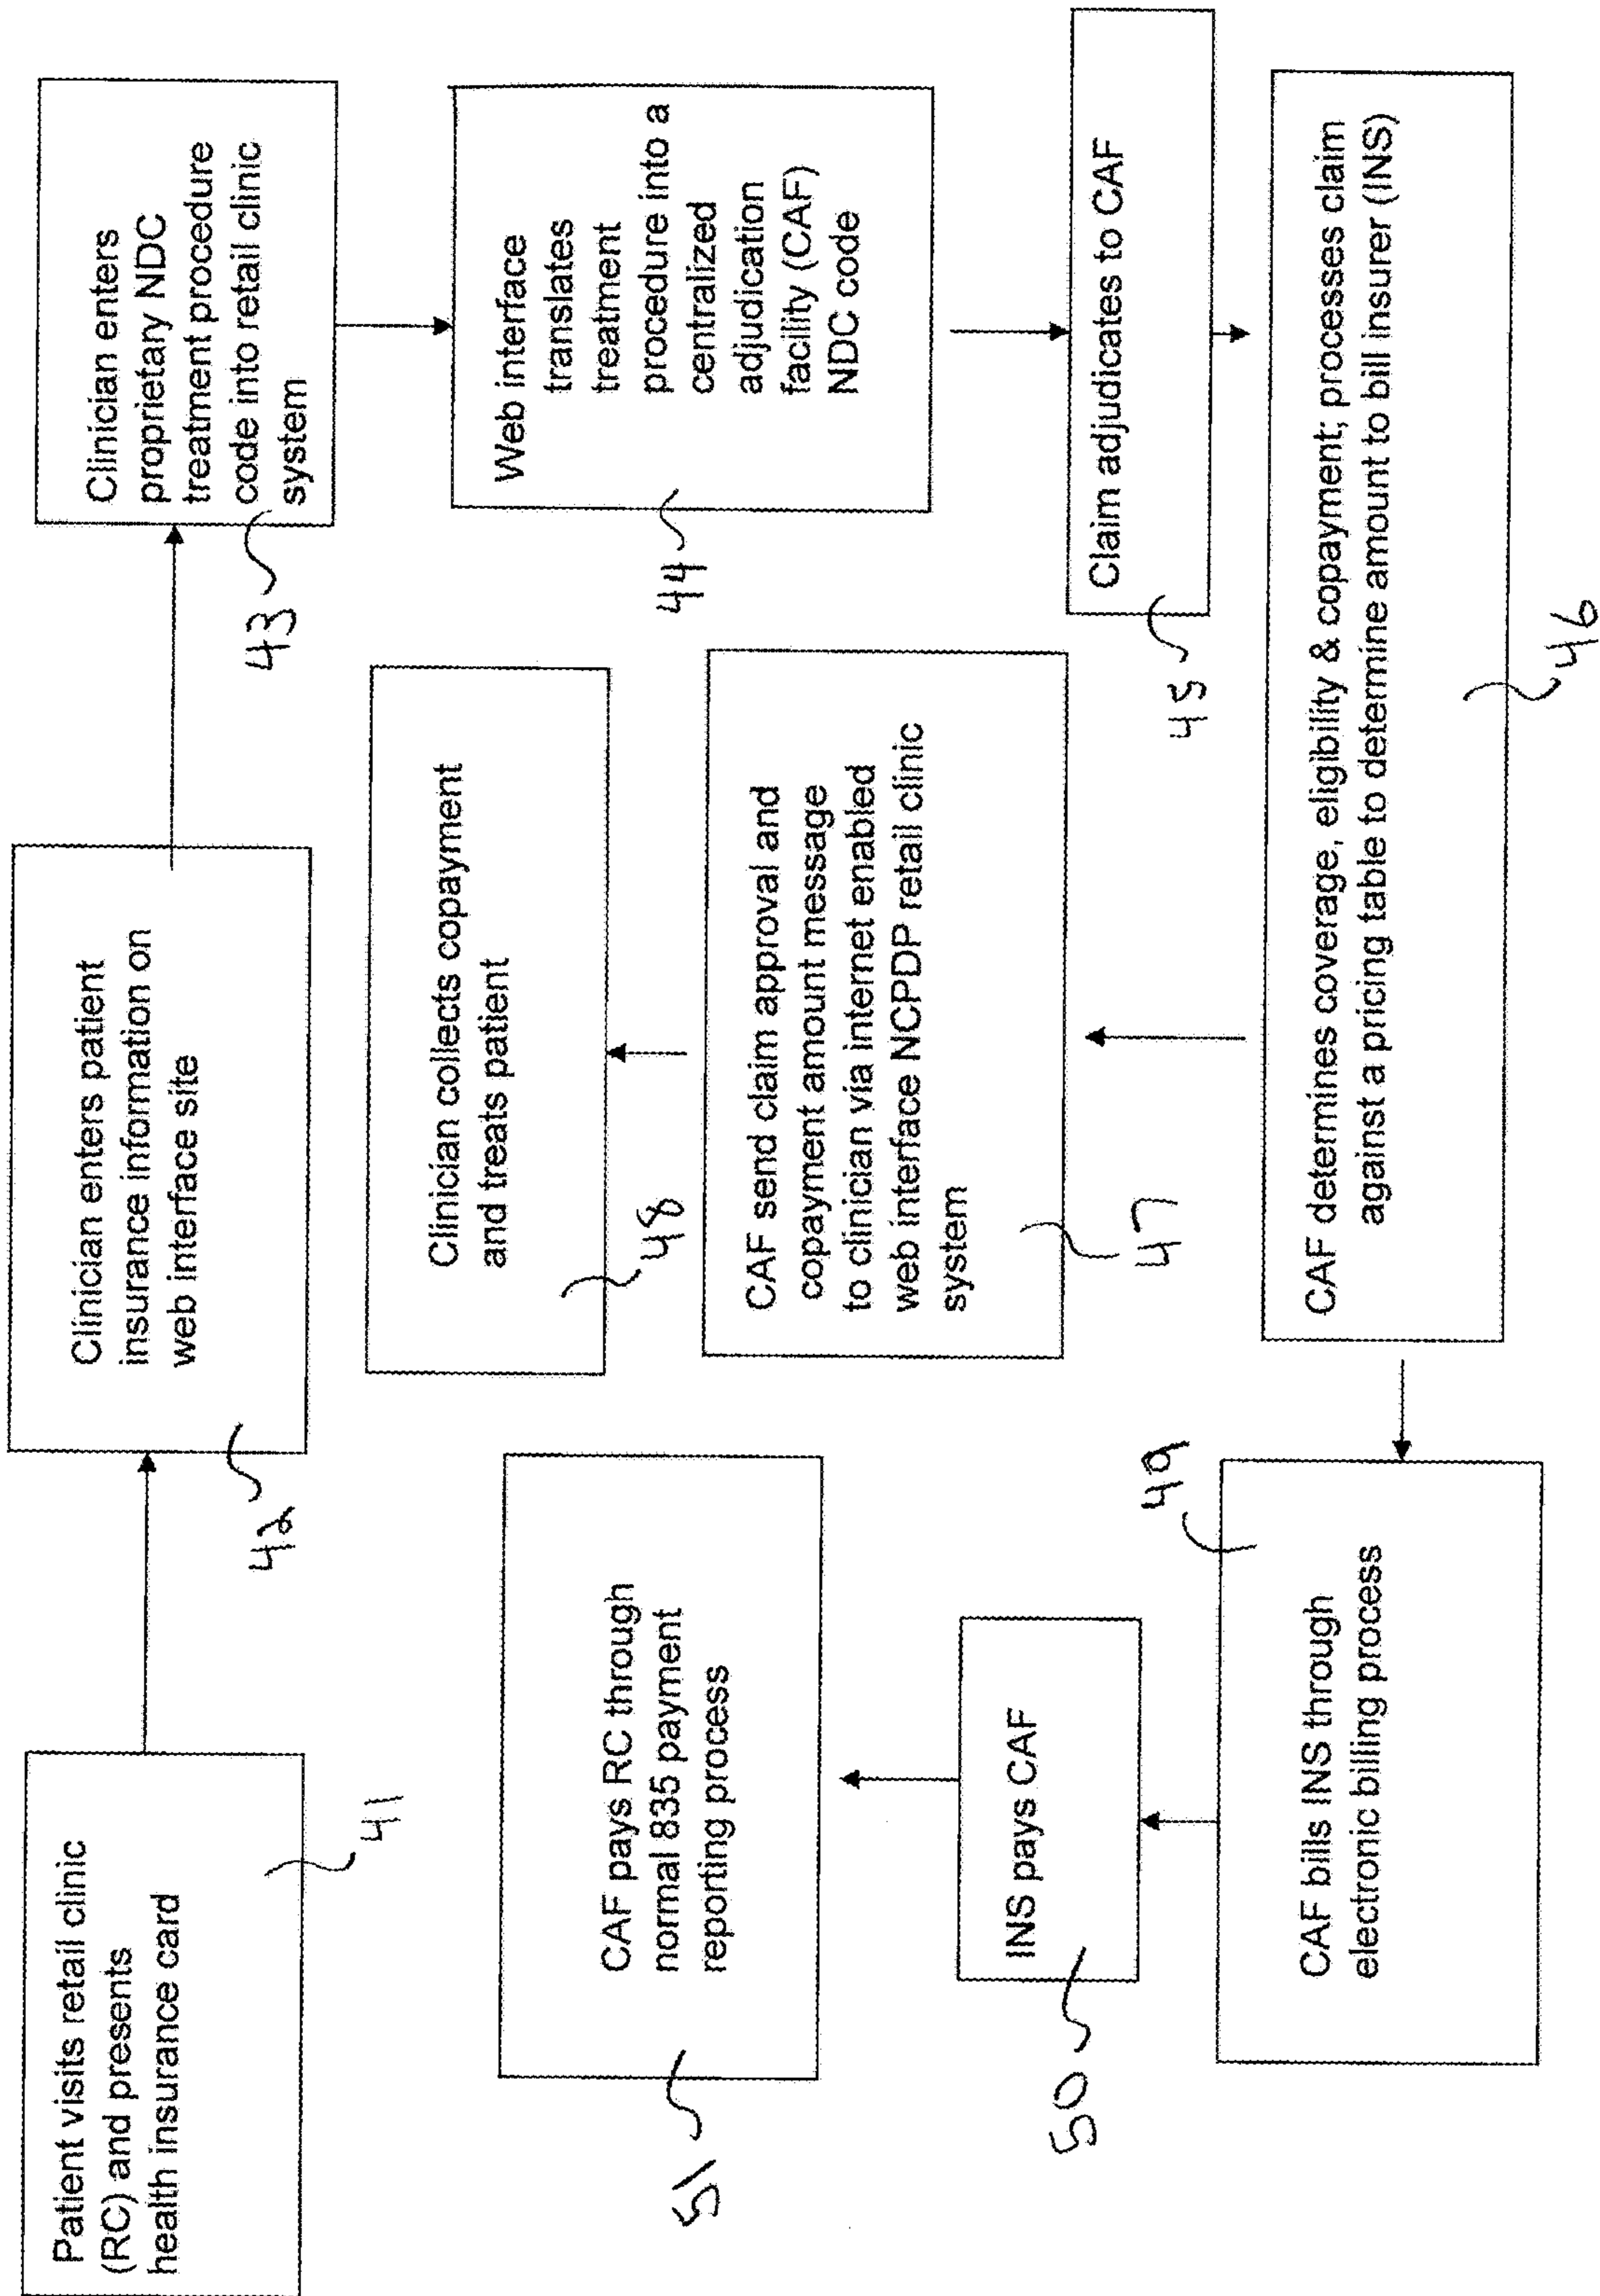 Patient visits retail clinic
(RC) and presents
health insurance card
41
Clinician enters patient
insurance information on
web interface site
42
Clinician enters
proprietary NDC
treatment procedure
code into retail clinic
system
43
Web interface
translates
treatment
procedure into a
centralized
adjudication
facility (CAF)
NDC code
44
Claim adjudicates to CAF
45
CAF determines coverage, eligibility & copayment; processes claim
against a pricing table to determine amount to bill insurer (INS)
46
CAF send claim approval and
copayment amount message
to clinician via internet enabled
web interface NCPDP retail clinic
system
47
Clinician collects copayment
and treats patient
48
CAF bills INS through
electronic billing process
49
INS pays CAF
50
CAF pays RC through
normal 835 payment
reporting process
51